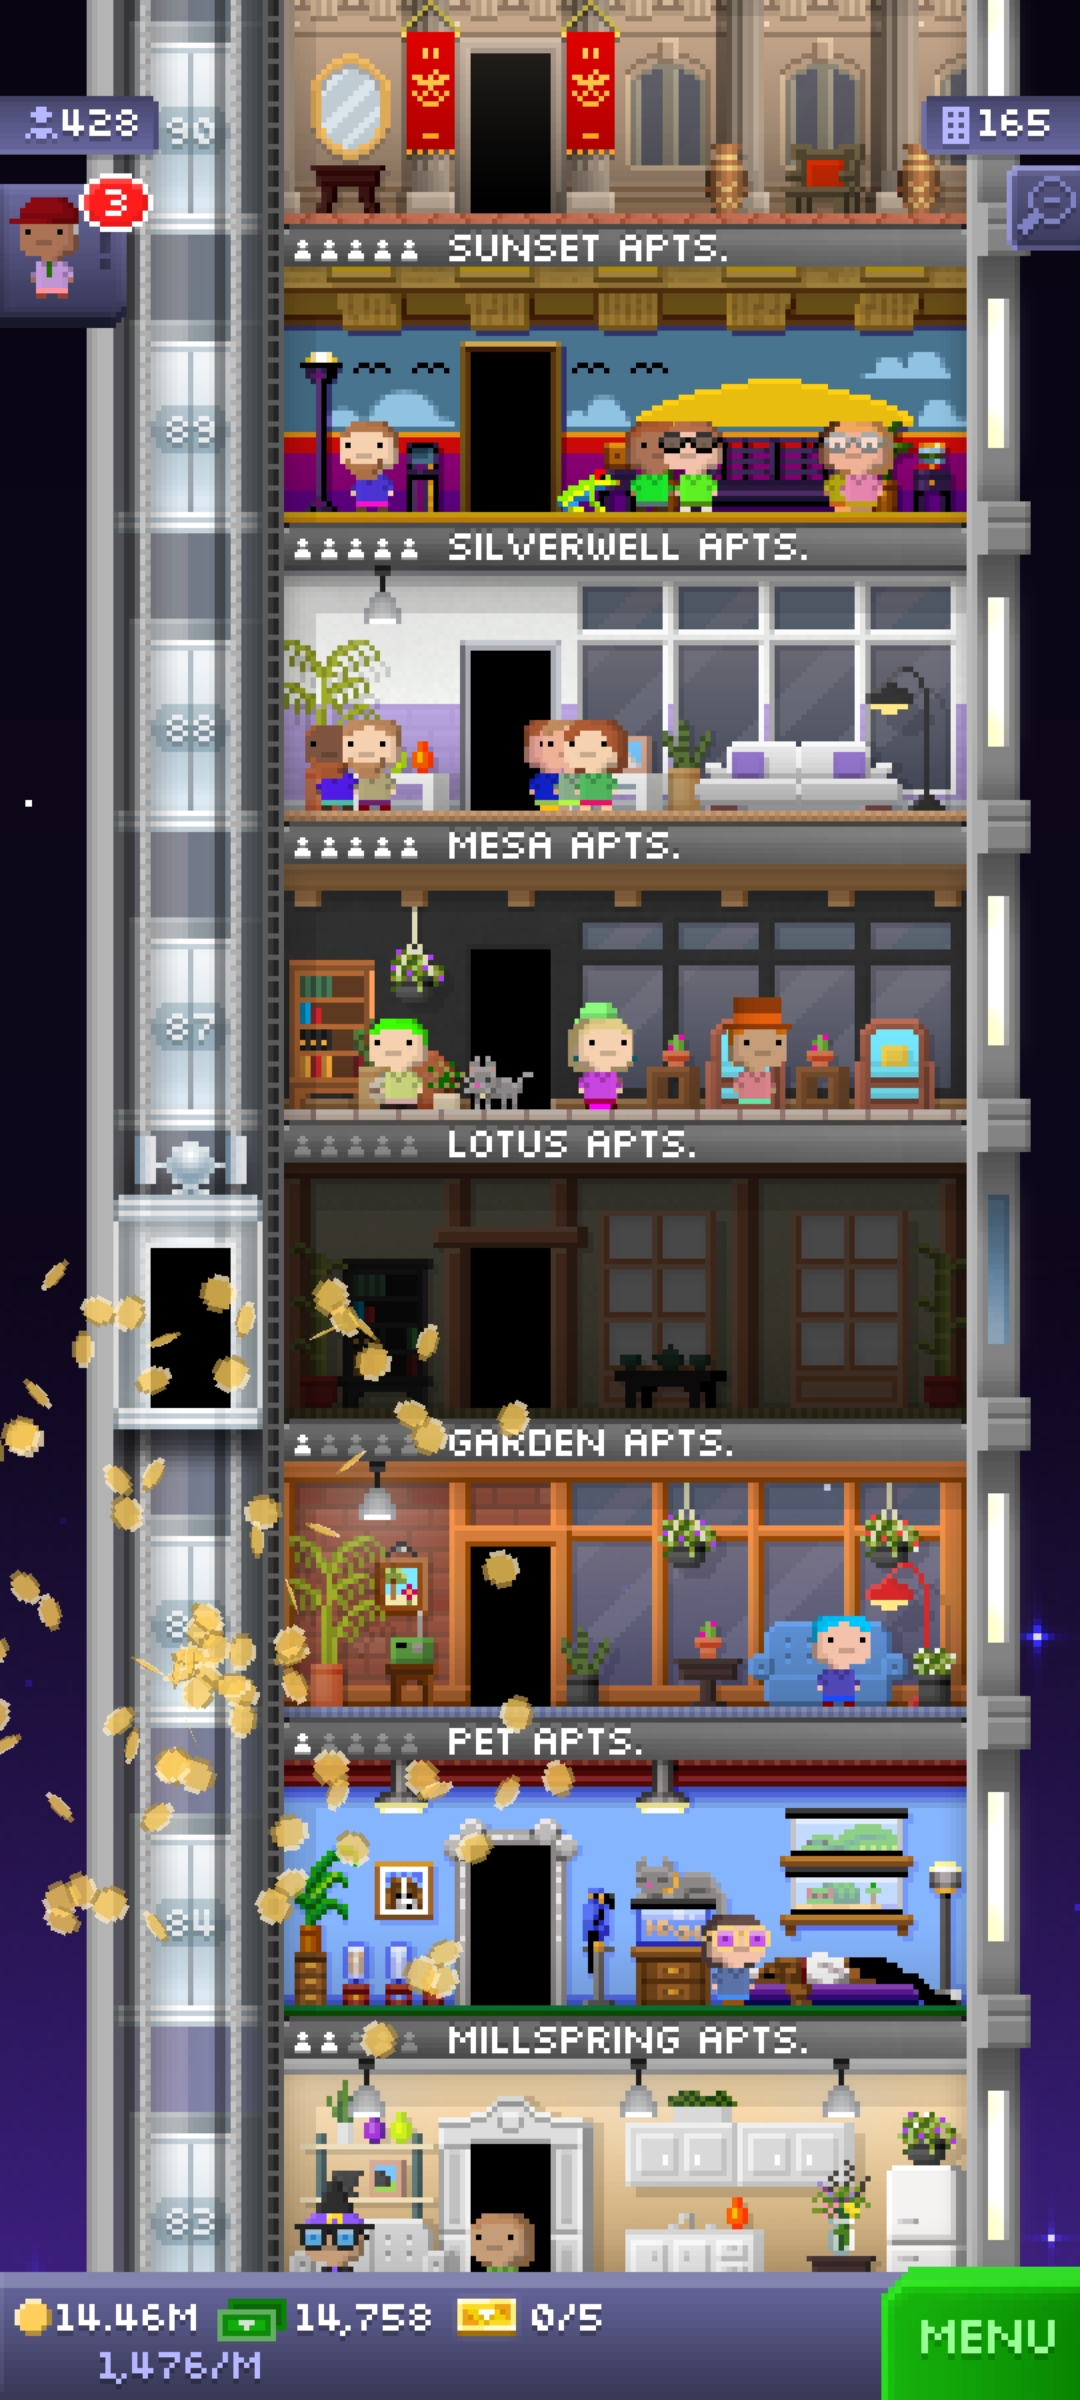 90
428
165
3
SUNSET APTS.
89
SILVERWELL APTS.
88
MESA APTS.
87
LOTUS APTS.
GARDEN APTS.
PET APTS.
84
MILLSPRING APTS.
83
14.46M 14,758 0/5
1,476/M
MENU